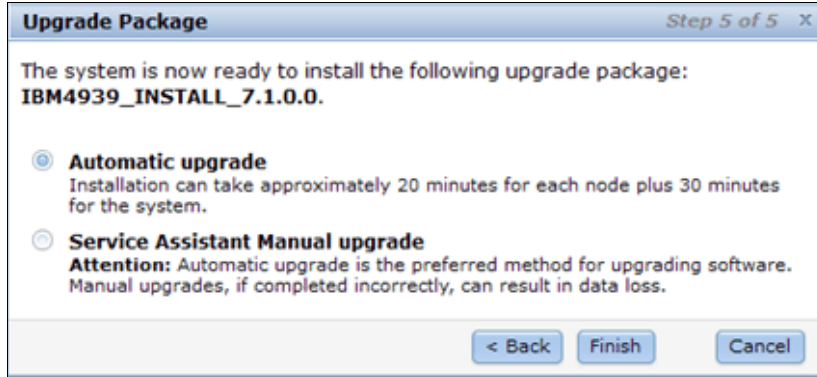 Upgrade Package Step 5 of 5 x
The system is now ready to install the following upgrade package:
IBM4939_INSTALL_7.1.0.0.
Automatic upgrade
Installation can take approximately 20 minutes for each node plus 30 minutes
for the system.
Service Assistant Manual upgrade
Attention: Automatic upgrade is the preferred method for upgrading software.
Manual upgrades, if completed incorrectly, can result in data loss.
< Back Finish Cancel